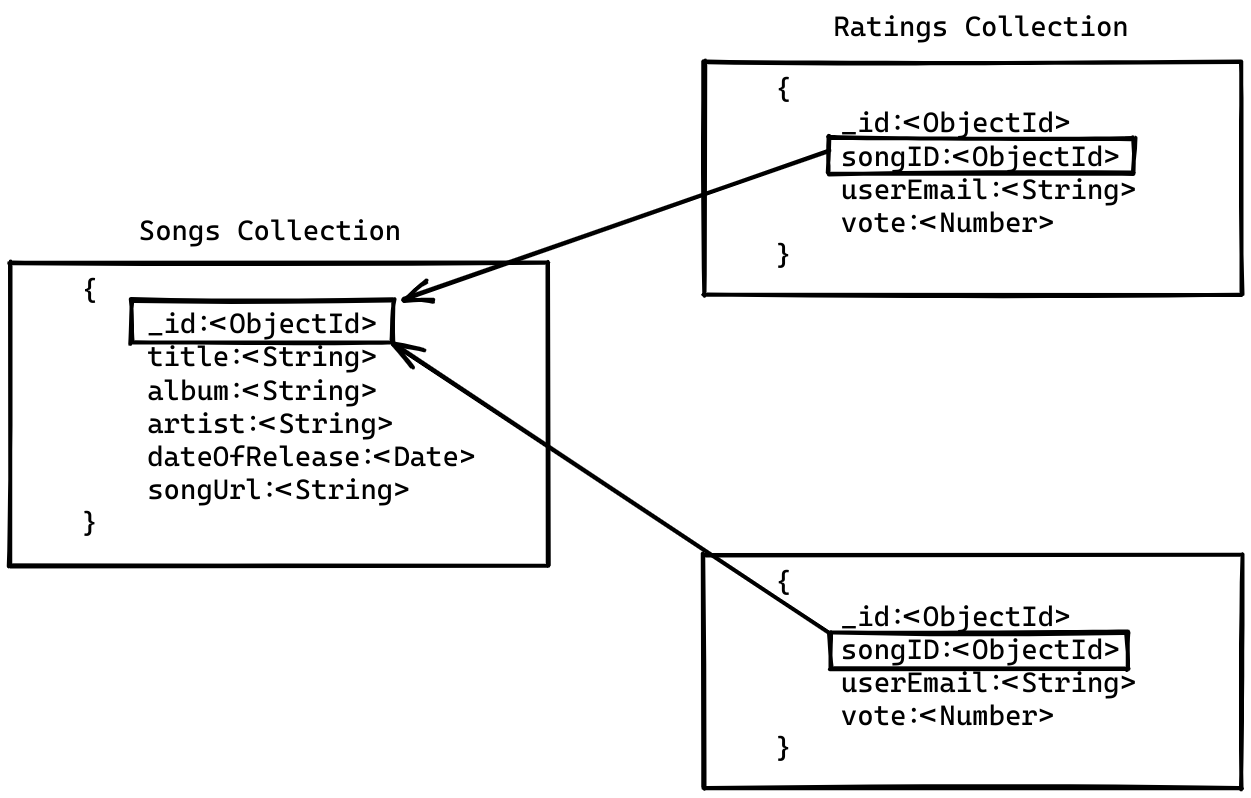 Ratings Collection
{
_id:<ObjectId>
songID:<ObjectId>
userEmail:<String>
vote:<Number>
}
Songs Collection
{
_id:<ObjectId>
title:<String>
album:<String>
artist:<String>
dateOfRelease:<Date>
songUrl:<String>
}
{
_id:<ObjectId>
songID:<ObjectId>
userEmail:<String>
vote:<Number>
}